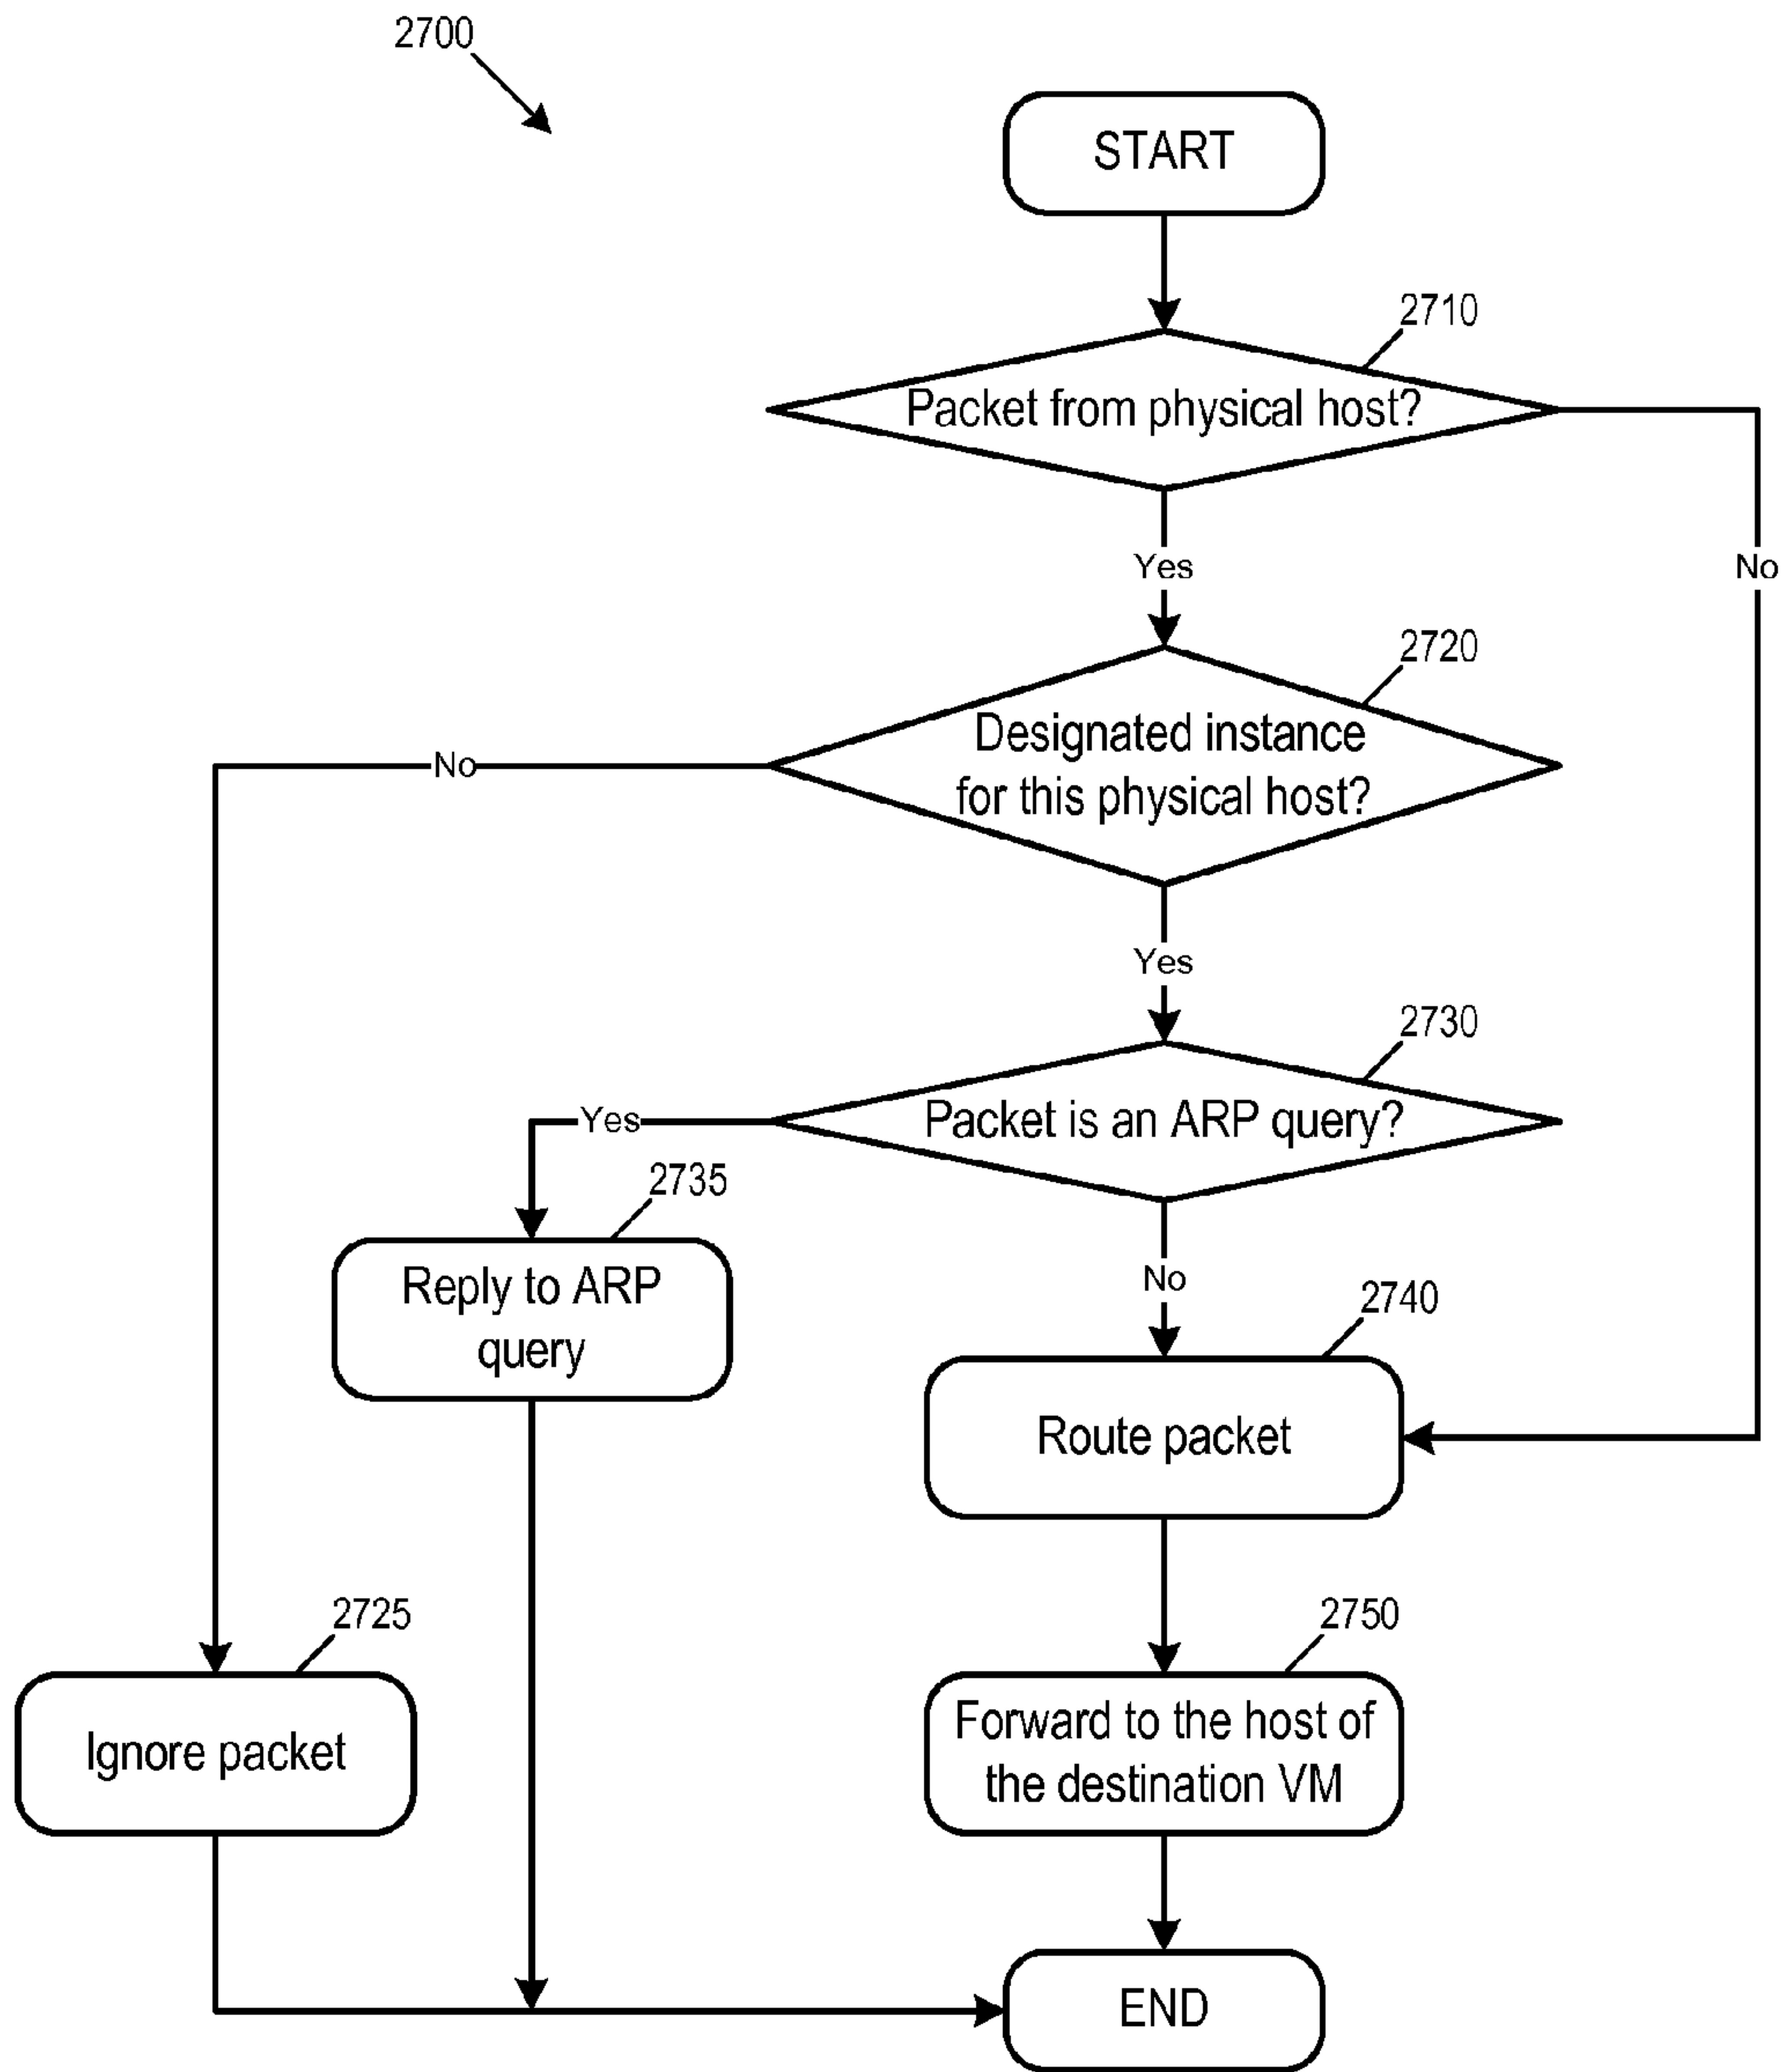 2700
START
2710
Packet from physical host?
Yes
No
2720
Designated instance
for this physical host?
No
Yes
2730
Packet is an ARP query?
Yes
2735
Reply to ARP
query
No
2740
Route packet
2725
Ignore packet
2750
Forward to the host of
the destination VM
END